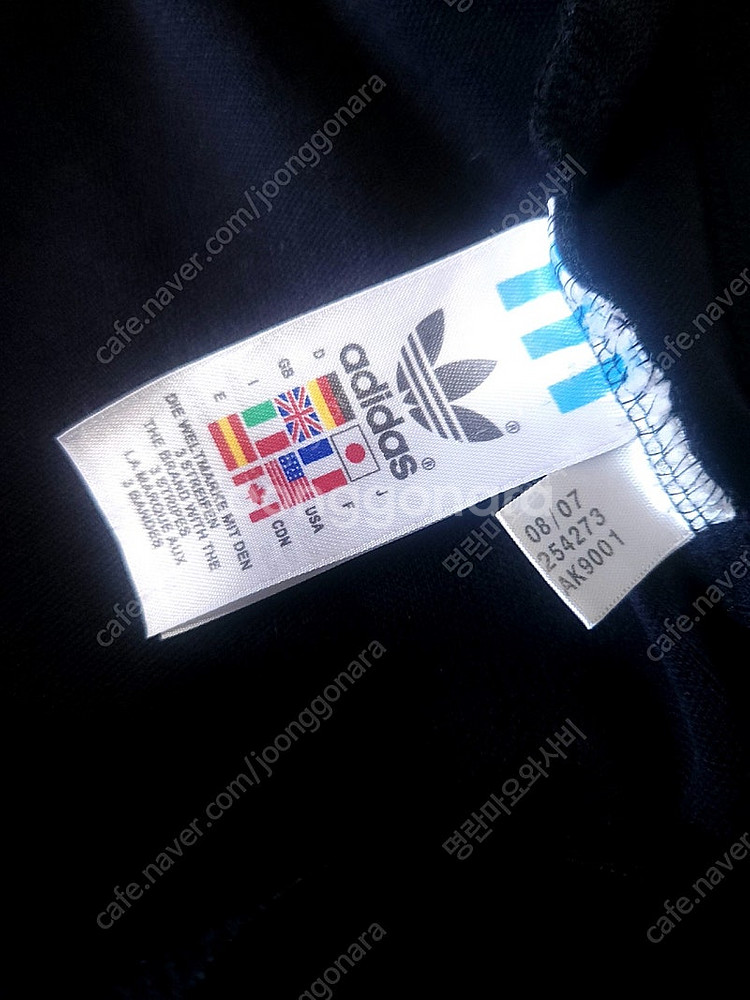 adidas®
®
D
GB
I
E
J
F
USA
CDN
DIE WELTMARKE MIT DEN
3 STREIFEN
THE BRAND WITH THE
3 STRIPES
LA MARQUE AUX
3 BANDES
08/07
254273
AK9001
cafe.naver.com/joonggonara
명란마요와사비
joonggonara